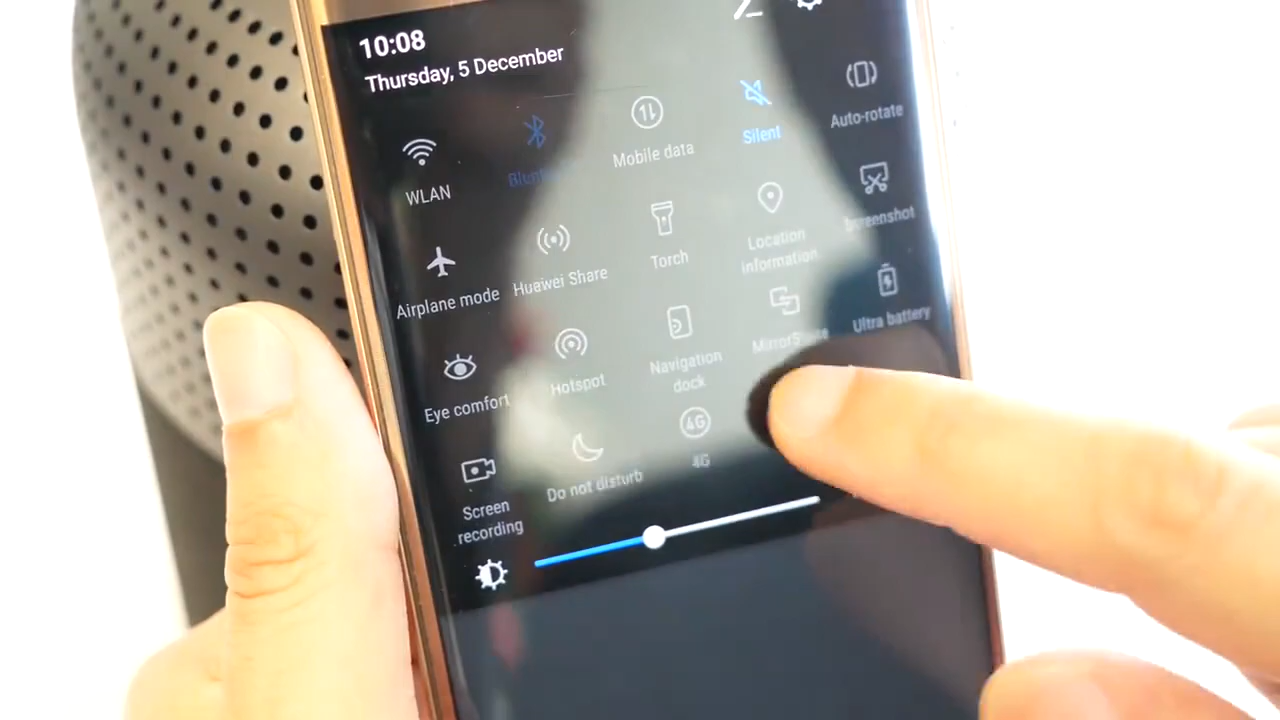 10:08
Thursday, 5 December
WLAN
Mobile data
Silent
Auto-rotate
Airplane mode
Huawei Share
Torch
Location
information
Screenshot
Eye comfort
Hotspot
Navigation
dock
Ultra battery
Screen
recording
Do not disturb
4G
4G